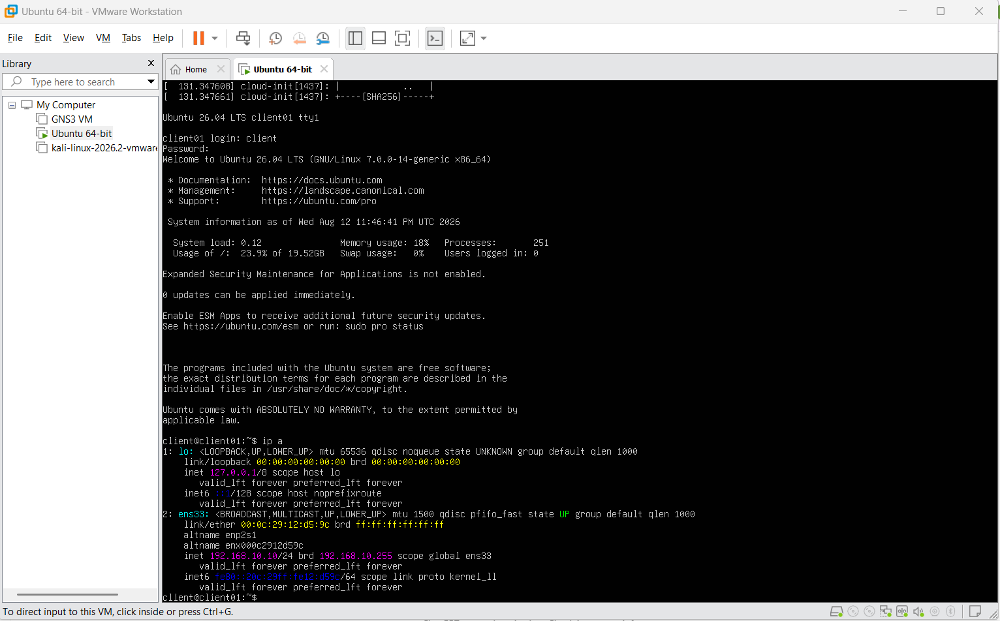 Ubuntu 64-bit - VMware Workstation
File Edit View VM Tabs Help
Library
Type here to search
My Computer
GNS3 VM
Ubuntu 64-bit
kali-linux-2026.2-vmware
Home Ubuntu 64-bit
[  131.347608] cloud-init[1437]: |            ..   |
[  131.347661] cloud-init[1437]: +----[SHA256]-----+
Ubuntu 26.04 LTS client01 tty1
client01 login: client
Password:
Welcome to Ubuntu 26.04 LTS (GNU/Linux 7.0.0-14-generic x86_64)
* Documentation:  https://docs.ubuntu.com
* Management:     https://landscape.canonical.com
* Support:        https://ubuntu.com/pro
System information as of Wed Aug 12 11:46:41 PM UTC 2026
System load: 0.12               Memory usage: 18%   Processes:       251
Usage of /:  23.9% of 19.52GB   Swap usage:   0%    Users logged in: 0
Expanded Security Maintenance for Applications is not enabled.
0 updates can be applied immediately.
Enable ESM Apps to receive additional future security updates.
See https://ubuntu.com/esm or run: sudo pro status
The programs included with the Ubuntu system are free software;
the exact distribution terms for each program are described in the
individual files in /usr/share/doc/*/copyright.
Ubuntu comes with ABSOLUTELY NO WARRANTY, to the extent permitted by
applicable law.
client@client01:~$ ip a
1: lo: <LOOPBACK,UP,LOWER_UP> mtu 65536 qdisc noqueue state UNKNOWN group default qlen 1000
link/loopback 00:00:00:00:00:00 brd 00:00:00:00:00:00
inet 127.0.0.1/8 scope host lo
valid_lft forever preferred_lft forever
inet6 ::1/128 scope host noprefixroute
valid_lft forever preferred_lft forever
2: ens33: <BROADCAST,MULTICAST,UP,LOWER_UP> mtu 1500 qdisc pfifo_fast state UP group default qlen 1000
link/ether 00:0c:29:12:d5:9c brd ff:ff:ff:ff:ff:ff
altname enp2s1
altname enx000c2912d59c
inet 192.168.10.10/24 brd 192.168.10.255 scope global ens33
valid_lft forever preferred_lft forever
inet6 fe80::20c:29ff:fe12:d59c/64 scope link proto kernel_ll
valid_lft forever preferred_lft forever
client@client01:~$
To direct input to this VM, click inside or press Ctrl+G.